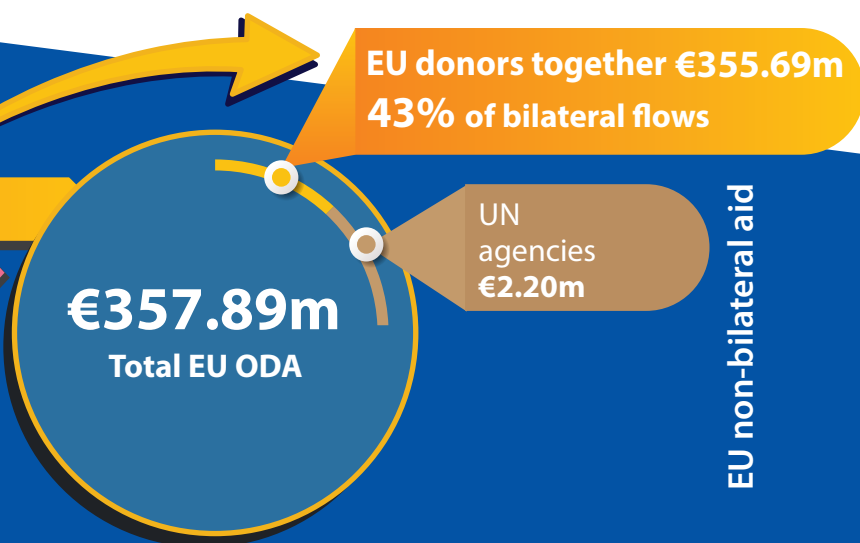 EU donors together €355.69m
43% of bilateral flows
UN
agencies
€2.20m
€357.89m
Total EU ODA
EU non-bilateral aid